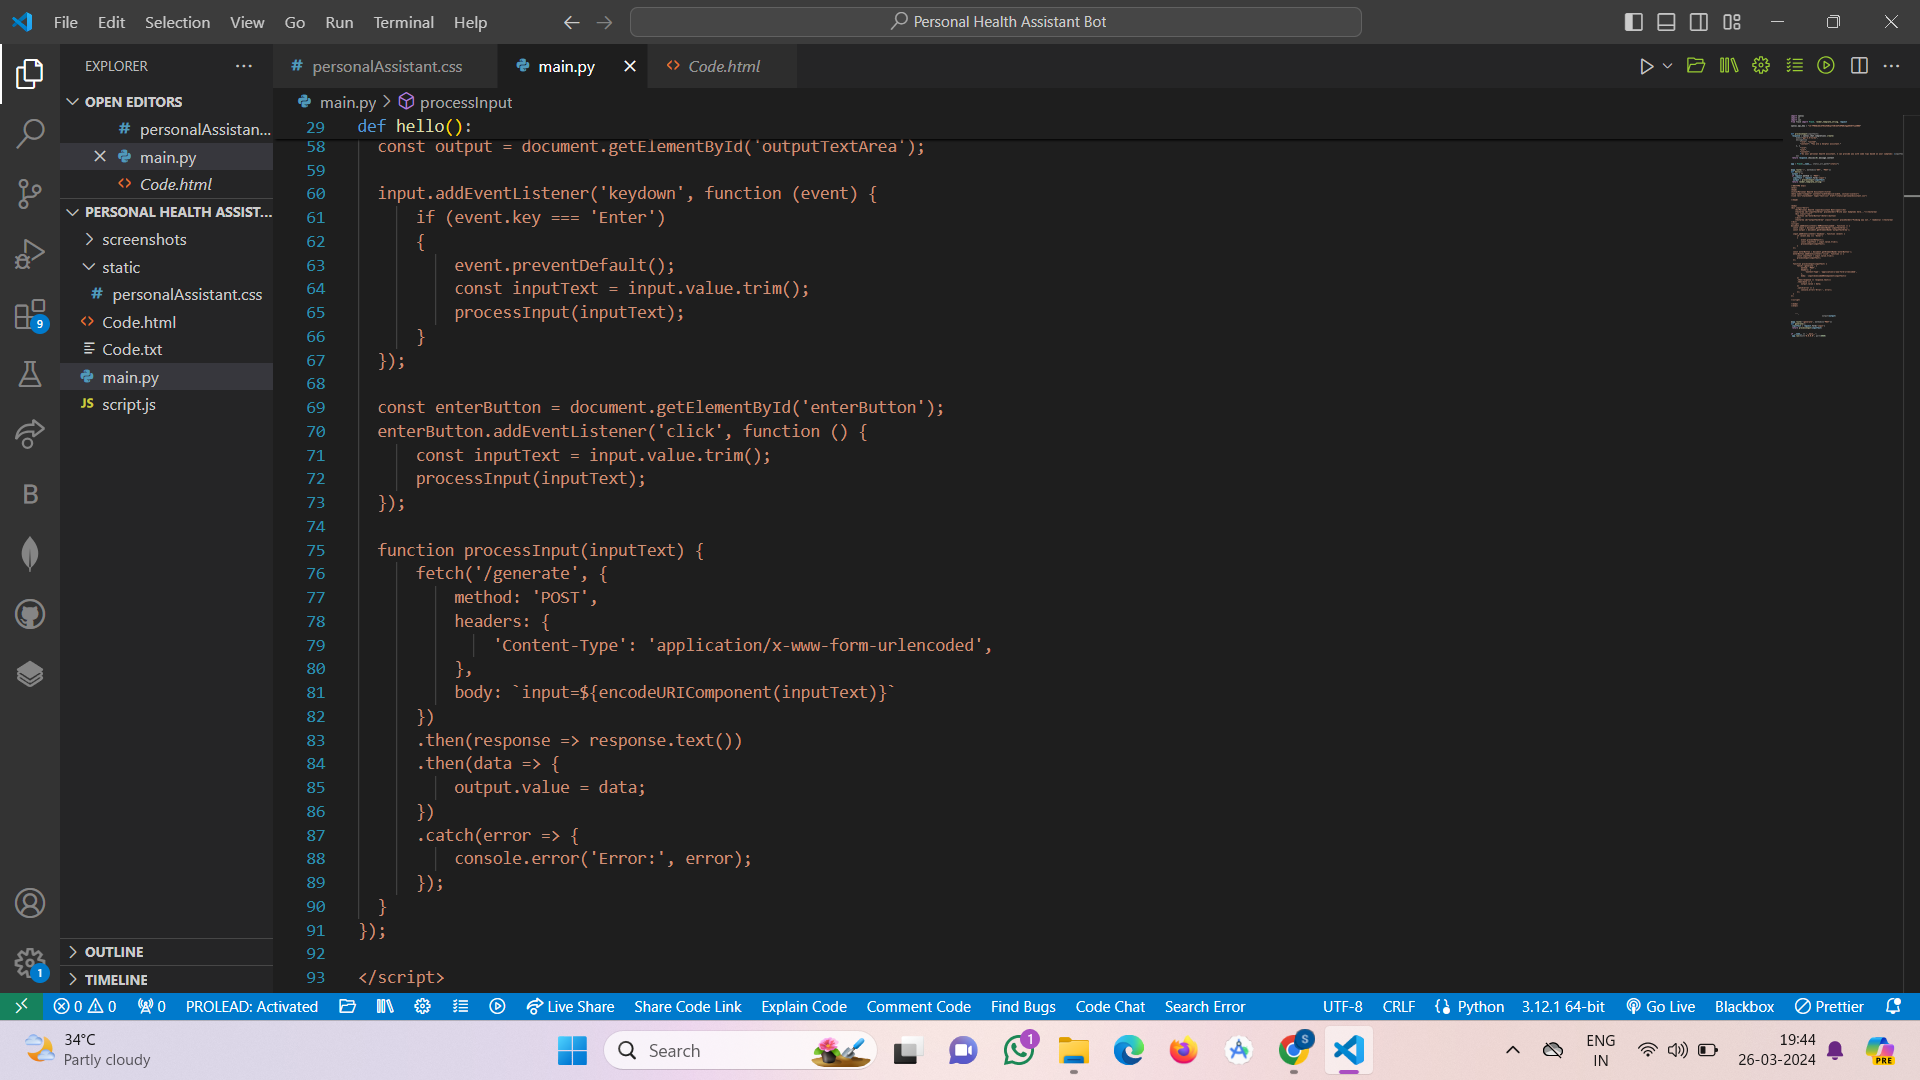 File Edit Selection View Go Run Terminal Help
Personal Health Assistant Bot
EXPLORER
OPEN EDITORS
personalAssistan...
main.py
Code.html
PERSONAL HEALTH ASSIST...
screenshots
static
personalAssistant.css
Code.html
Code.txt
main.py
JS script.js
OUTLINE
TIMELINE
9
B
1
personalAssistant.css
main.py
Code.html
main.py > processInput
29 def hello():
58 const output = document.getElementById('outputTextArea');
59
60 input.addEventListener('keydown', function (event) {
61 if (event.key === 'Enter')
62 {
63 event.preventDefault();
64 const inputText = input.value.trim();
65 processInput(inputText);
66 }
67 });
68
69 const enterButton = document.getElementById('enterButton');
70 enterButton.addEventListener('click', function () {
71 const inputText = input.value.trim();
72 processInput(inputText);
73 });
74
75 function processInput(inputText) {
76 fetch('/generate', {
77 method: 'POST',
78 headers: {
79 'Content-Type': 'application/x-www-form-urlencoded',
80 },
81 body: `input=${encodeURIComponent(inputText)}`
82 })
83 .then(response => response.text())
84 .then(data => {
85 output.value = data;
86 })
87 .catch(error => {
88 console.error('Error:', error);
89 });
90 }
91 });
92
93 </script>
0 0 0 PROLEAD: Activated Live Share Share Code Link Explain Code Comment Code Find Bugs Code Chat Search Error UTF-8 CRLF Python 3.12.1 64-bit Go Live Blackbox Prettier
34°C
Partly cloudy
Search
1
S
ENG
IN
19:44
26-03-2024
PRE